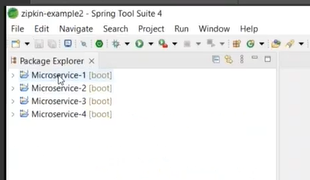 zipkin-example2 - Spring Tool Suite 4
File Edit Navigate Search Project Run Window Help
Package Explorer
Microservice-1 [boot]
Microservice-2 [boot]
Microservice-3 [boot]
Microservice-4 [boot]